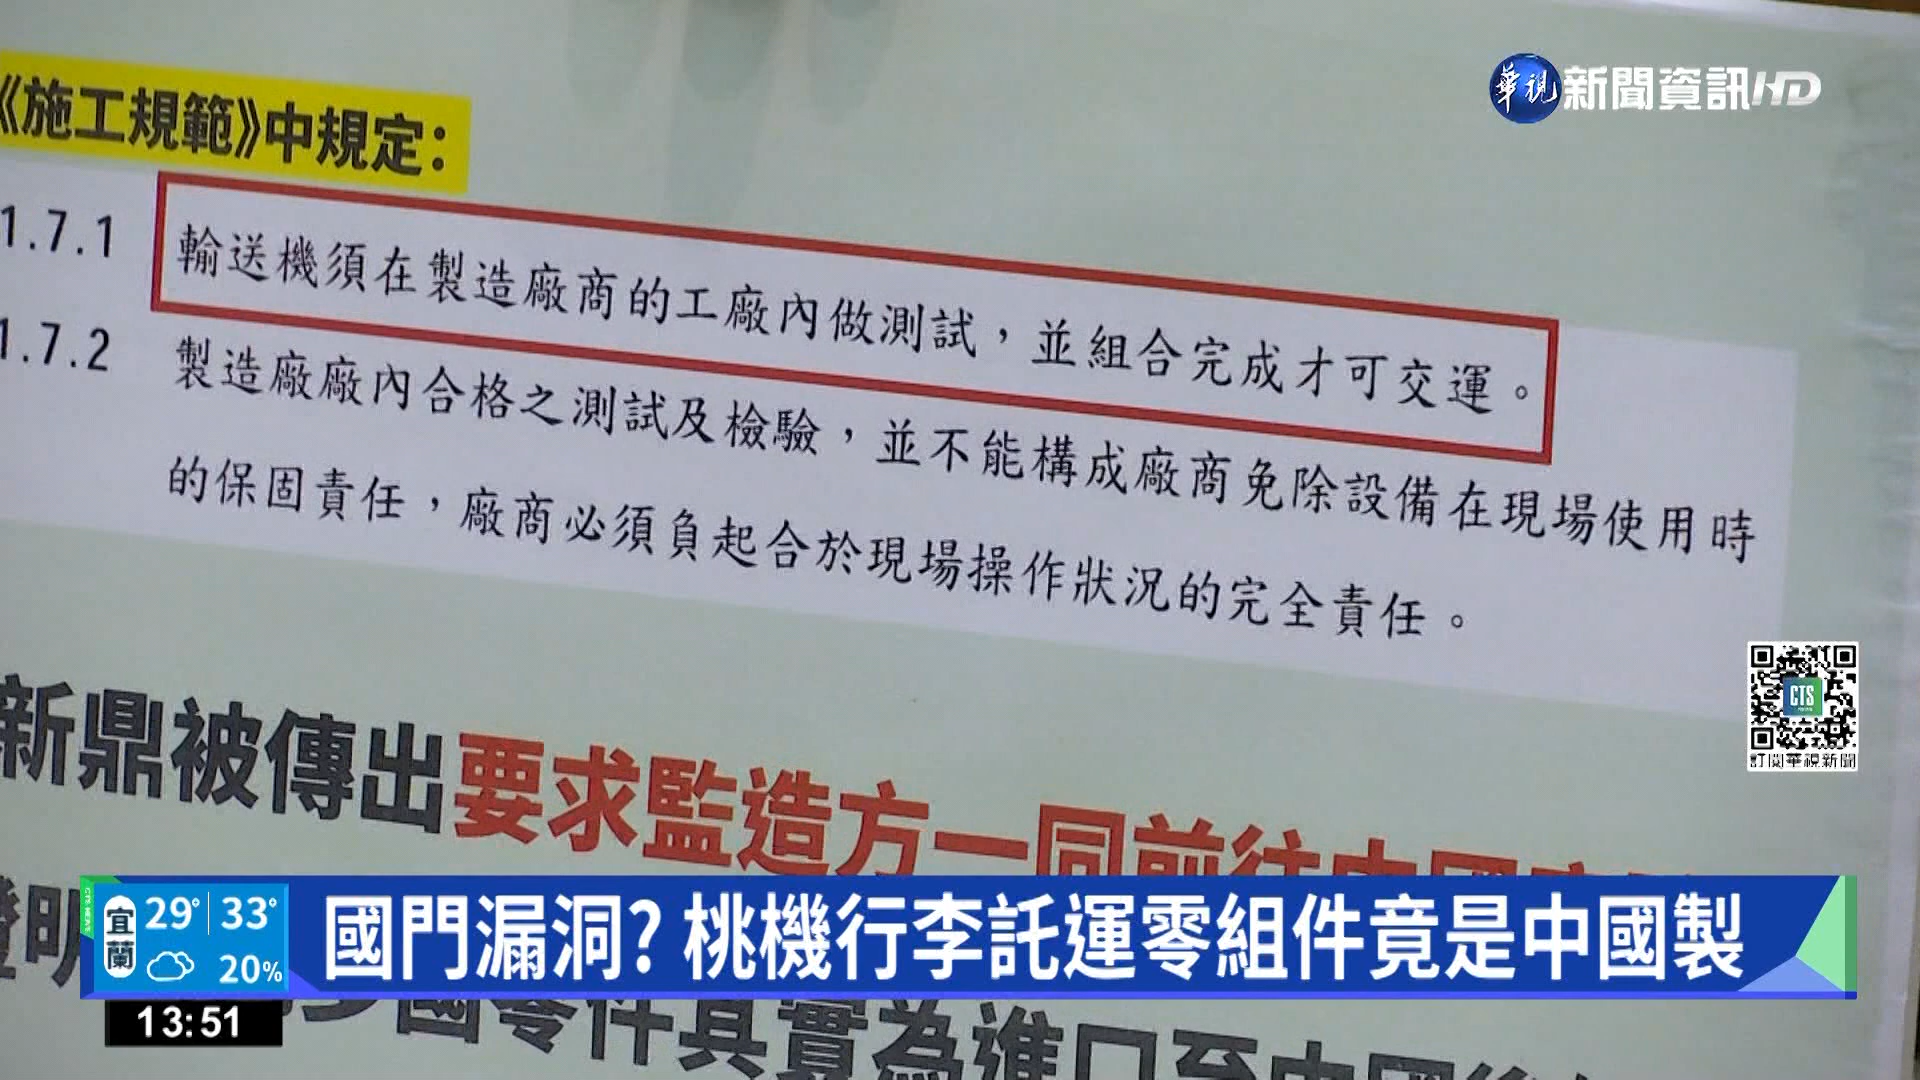 華視新聞資訊HD
《施工規範》中規定：
1.7.1 輸送機須在製造廠商的工廠內做測試，並組合完成才可交運。
1.7.2 製造廠廠內合格之測試及檢驗，並不能構成廠商免除設備在現場使用時
的保固責任，廠商必須負起合於現場操作狀況的完全責任。
CTS
訂閱華視新聞
新鼎被傳出要求監造方一同前往中國
CTS NEWS
宜蘭 29° 33°
20%
國門漏洞? 桃機行李託運零組件竟是中國製
證明
零件其實為進口至中國後
13:51